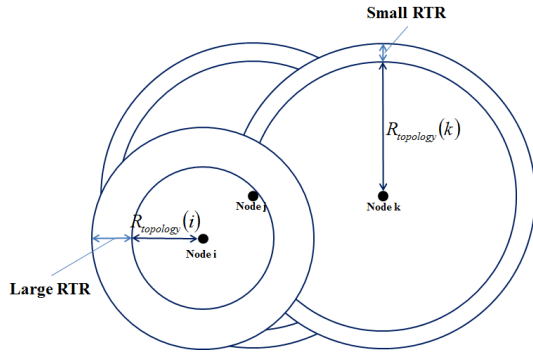 Small RTR
R_topology(k)
Node j
Node k
R_topology(i)
Node i
Large RTR